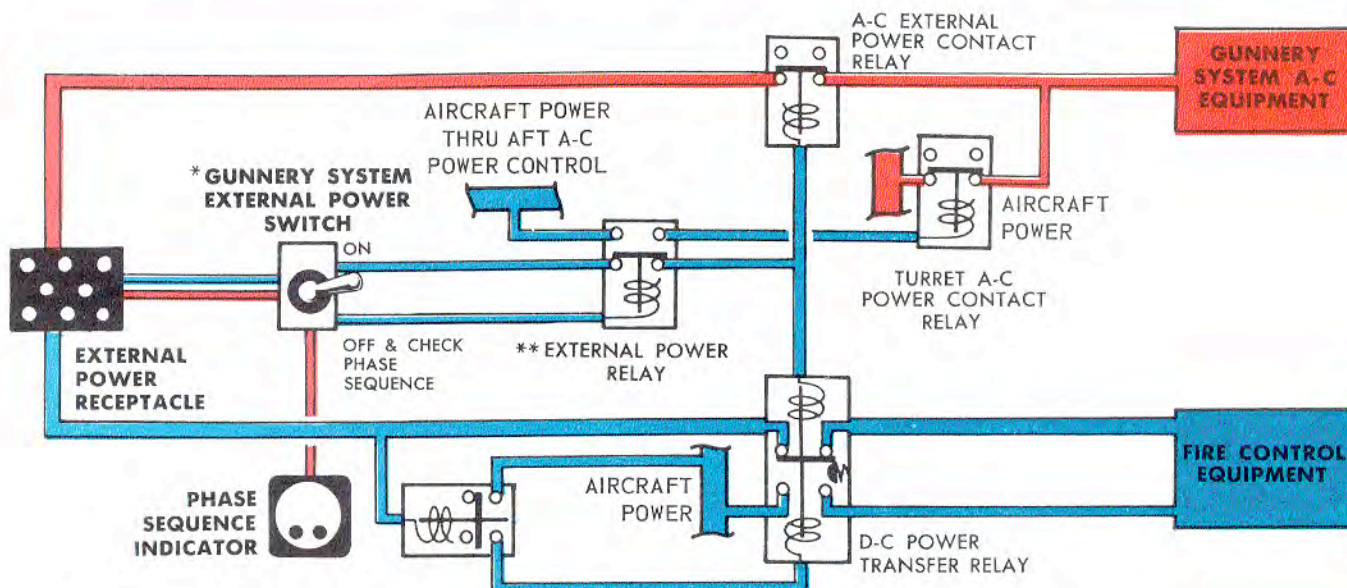 A-C EXTERNAL
POWER CONTACT
RELAY
GUNNERY
SYSTEM A-C
EQUIPMENT
AIRCRAFT POWER
THRU AFT A-C
POWER CONTROL
*GUNNERY SYSTEM
EXTERNAL POWER
SWITCH
ON
AIRCRAFT
POWER
TURRET A-C
POWER CONTACT
RELAY
OFF & CHECK
PHASE
SEQUENCE
**EXTERNAL POWER
RELAY
EXTERNAL
POWER
RECEPTACLE
FIRE CONTROL
EQUIPMENT
PHASE
SEQUENCE
INDICATOR
AIRCRAFT
POWER
D-C POWER
TRANSFER RELAY